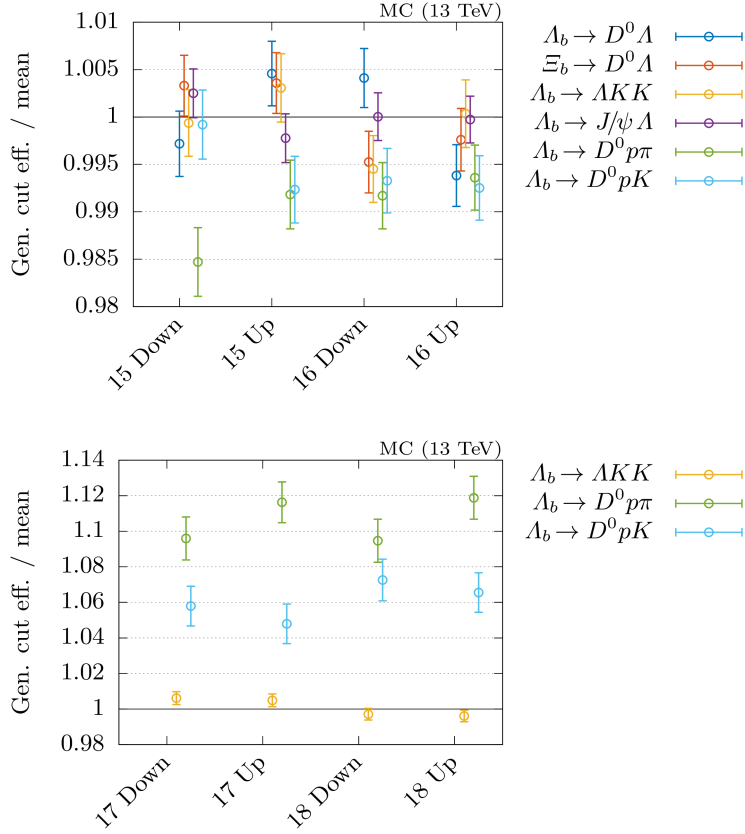 MC (13 TeV)
Gen. cut eff. / mean
1.01
1.005
1
0.995
0.99
0.985
0.98
15 Down
15 Up
16 Down
16 Up
Λb → D⁰Λ
Ξb → D⁰Λ
Λb → ΛKK
Λb → J/ψ Λ
Λb → D⁰pπ
Λb → D⁰pK
MC (13 TeV)
Gen. cut eff. / mean
1.14
1.12
1.1
1.08
1.06
1.04
1.02
1
0.98
17 Down
17 Up
18 Down
18 Up
Λb → ΛKK
Λb → D⁰pπ
Λb → D⁰pK